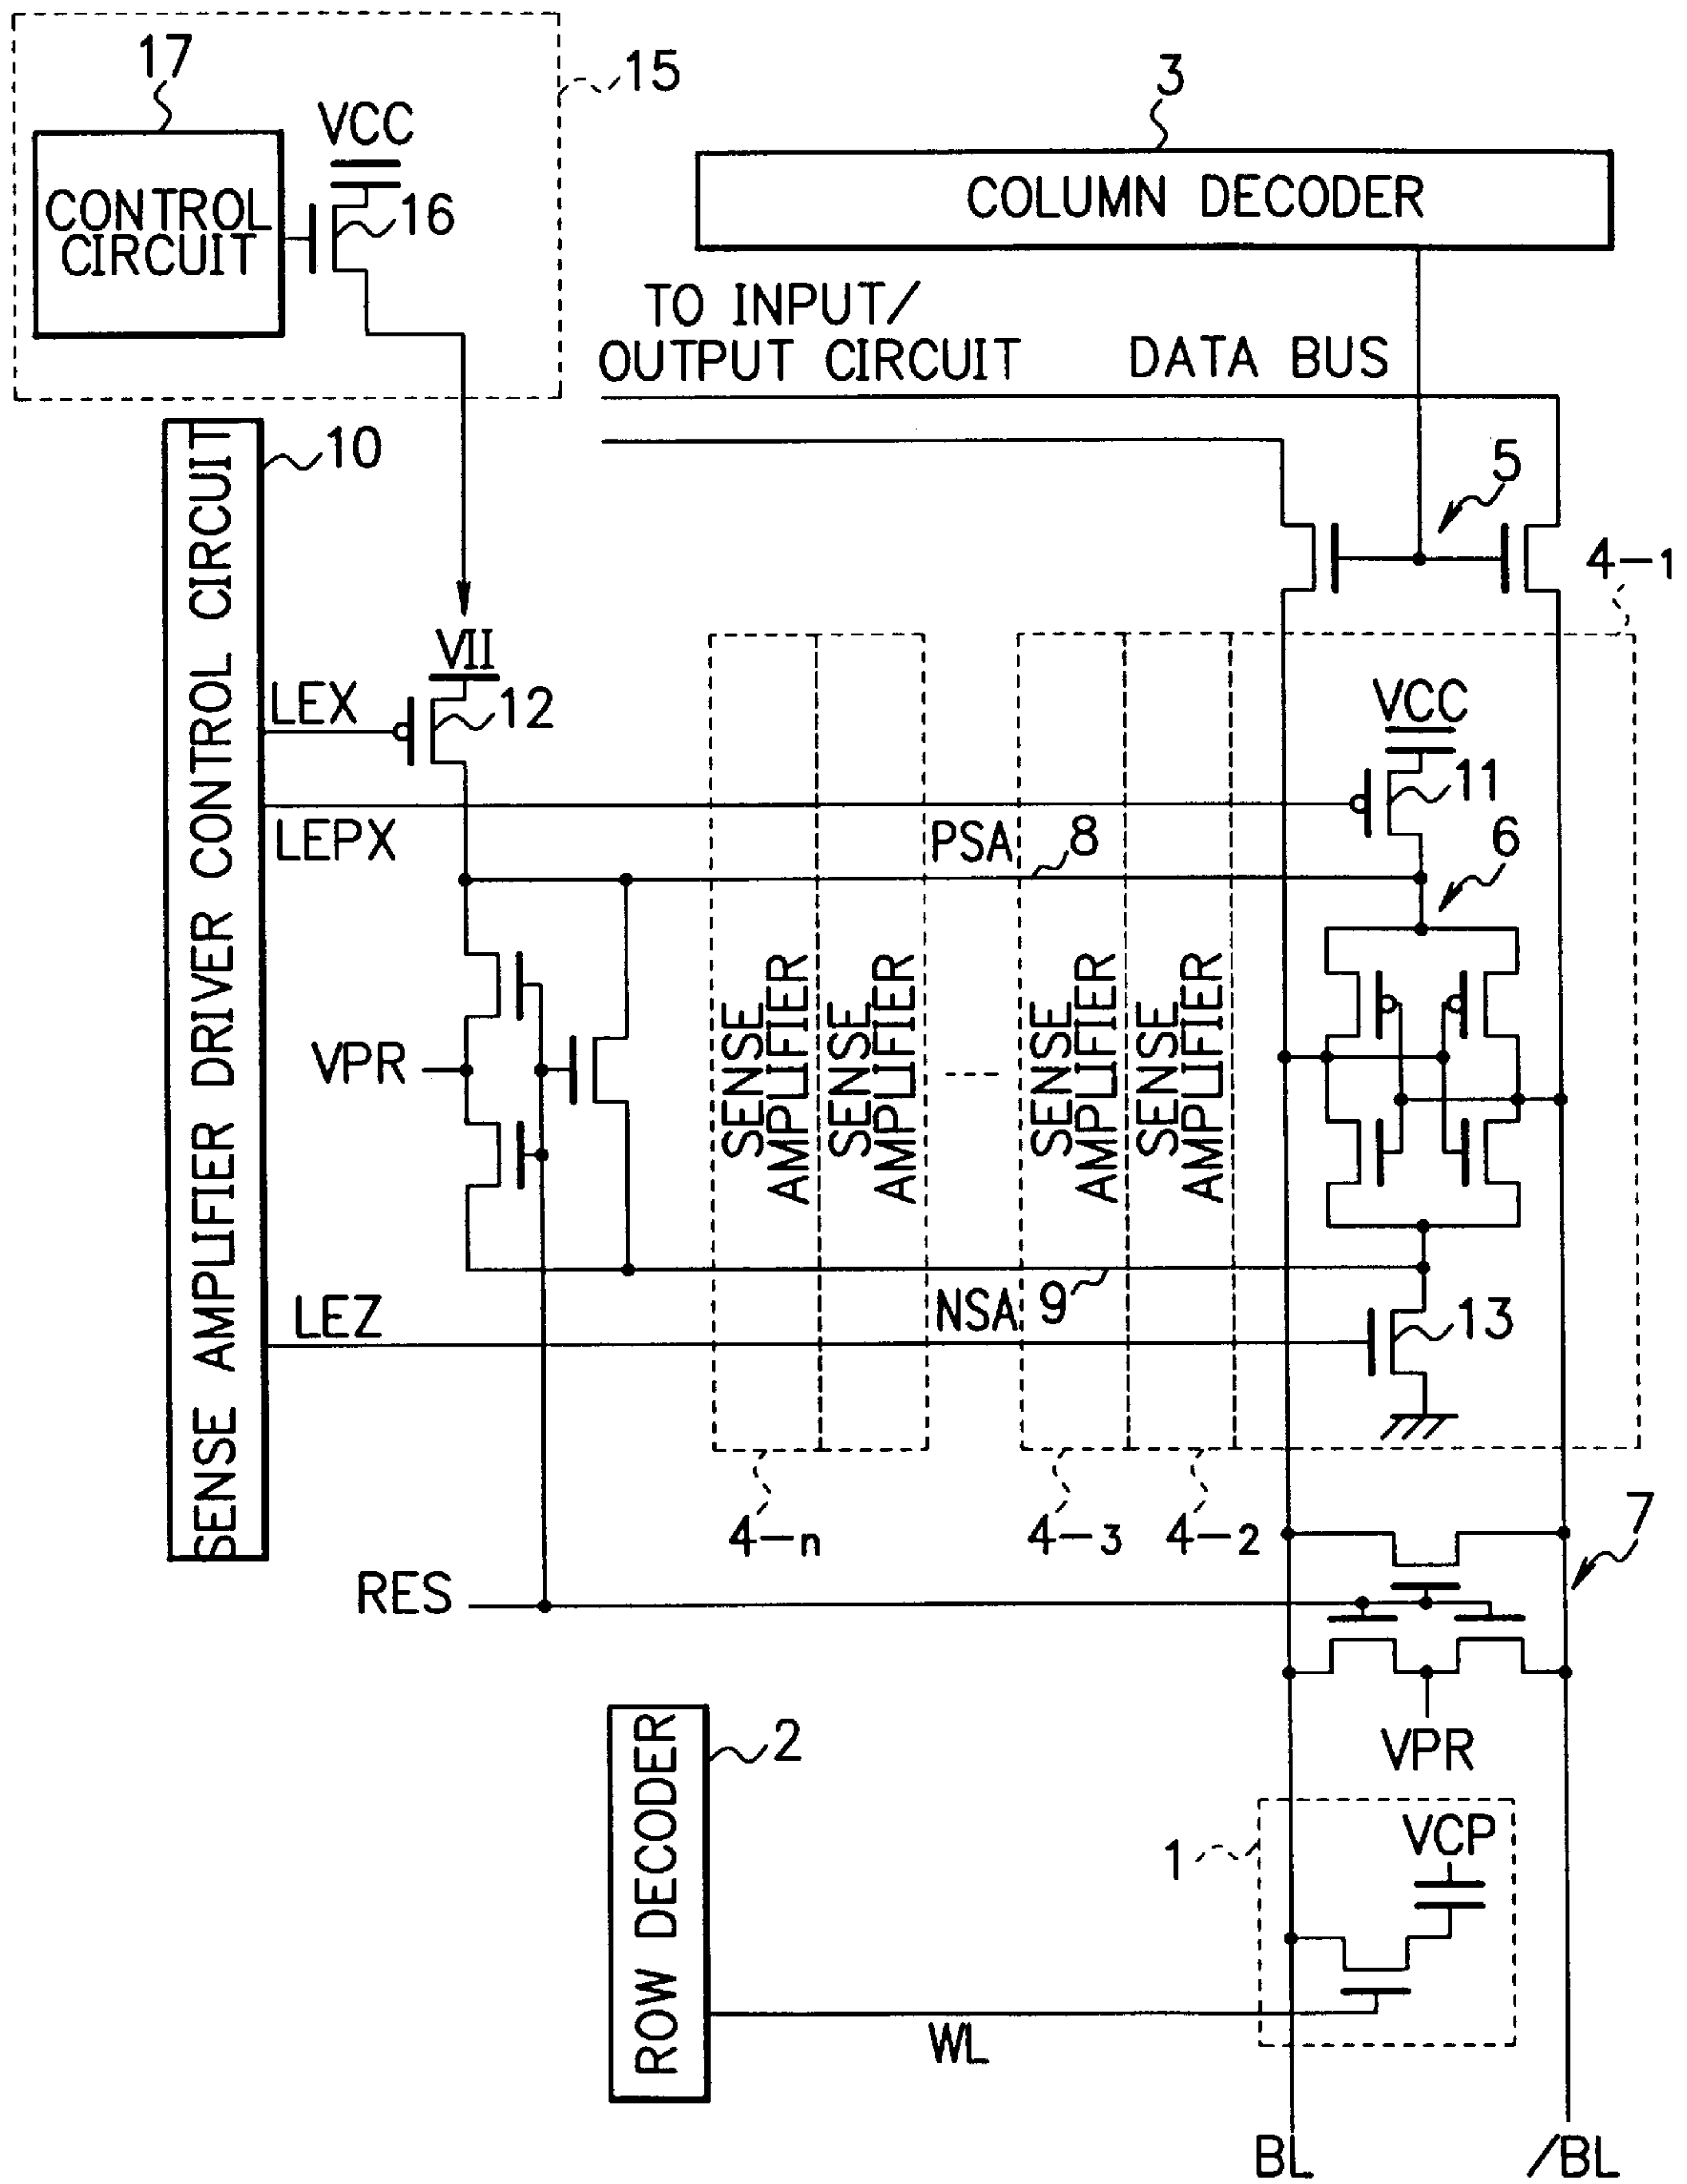 17
15
VCC
3
CONTROL
CIRCUIT
16
COLUMN DECODER
TO INPUT/
OUTPUT CIRCUIT
DATA BUS
10
5
4-1
SENSE AMPLIFIER DRIVER CONTROL CIRCUIT
VII
LEX
12
VCC
11
LEPX
PSA
8
6
SENSE
AMPLIFIER
SENSE
AMPLIFIER
----
SENSE
AMPLIFIER
SENSE
AMPLIFIER
VPR
LEZ
NSA
9
13
4-n
4-3
4-2
7
RES
VPR
ROW DECODER
2
1
VCP
WL
BL
/BL